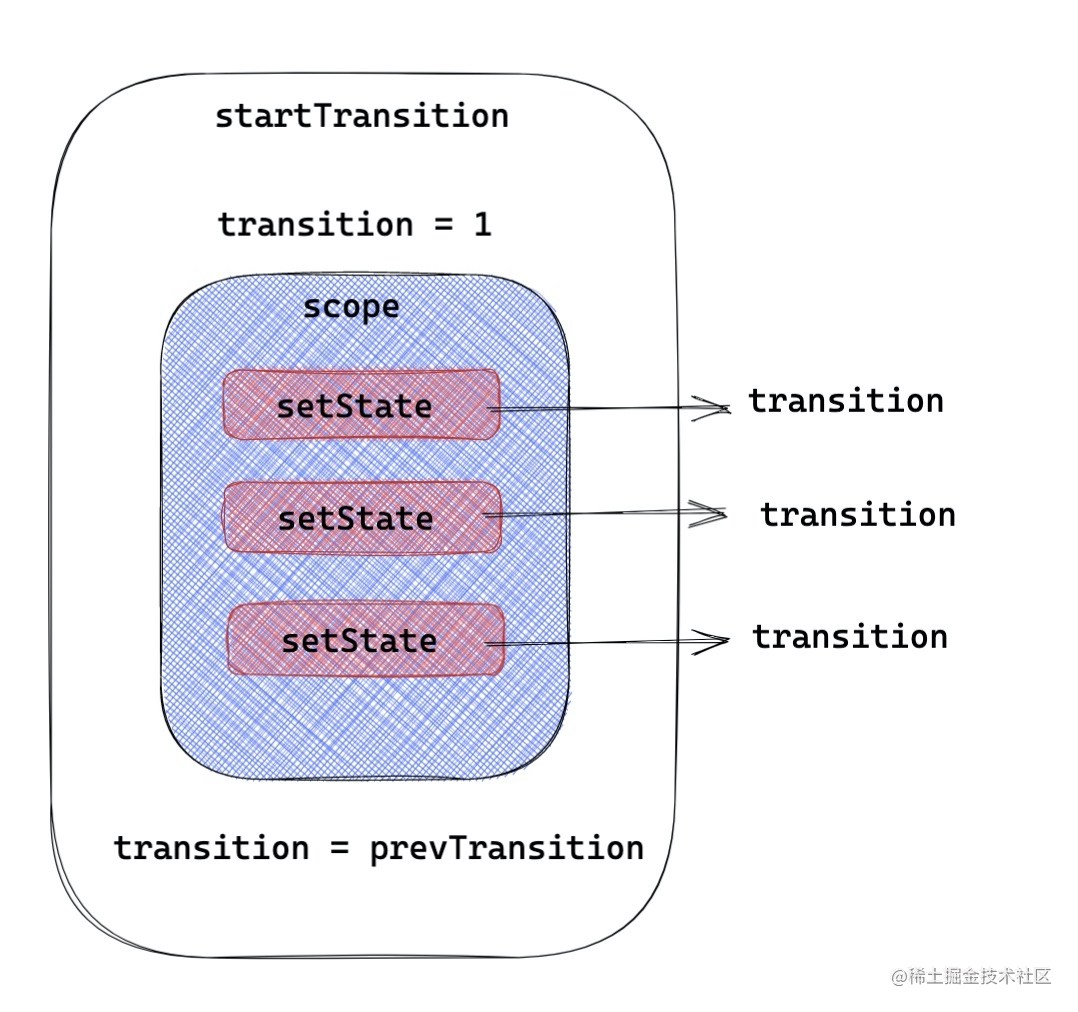 startTransition
transition = 1
scope
setState
transition
setState
transition
setState
transition
transition = prevTransition
@稀土掘金技术社区